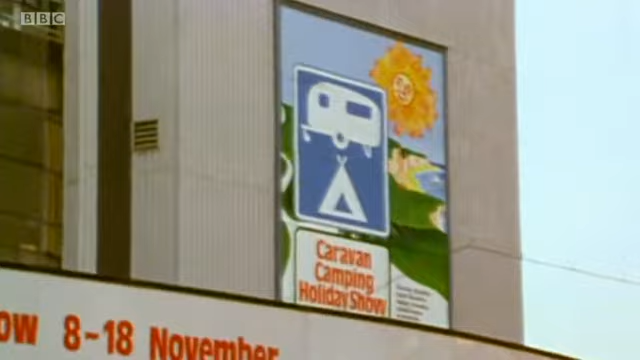 BBC
Caravan
Camping
Holiday Show
ow 8-18 November